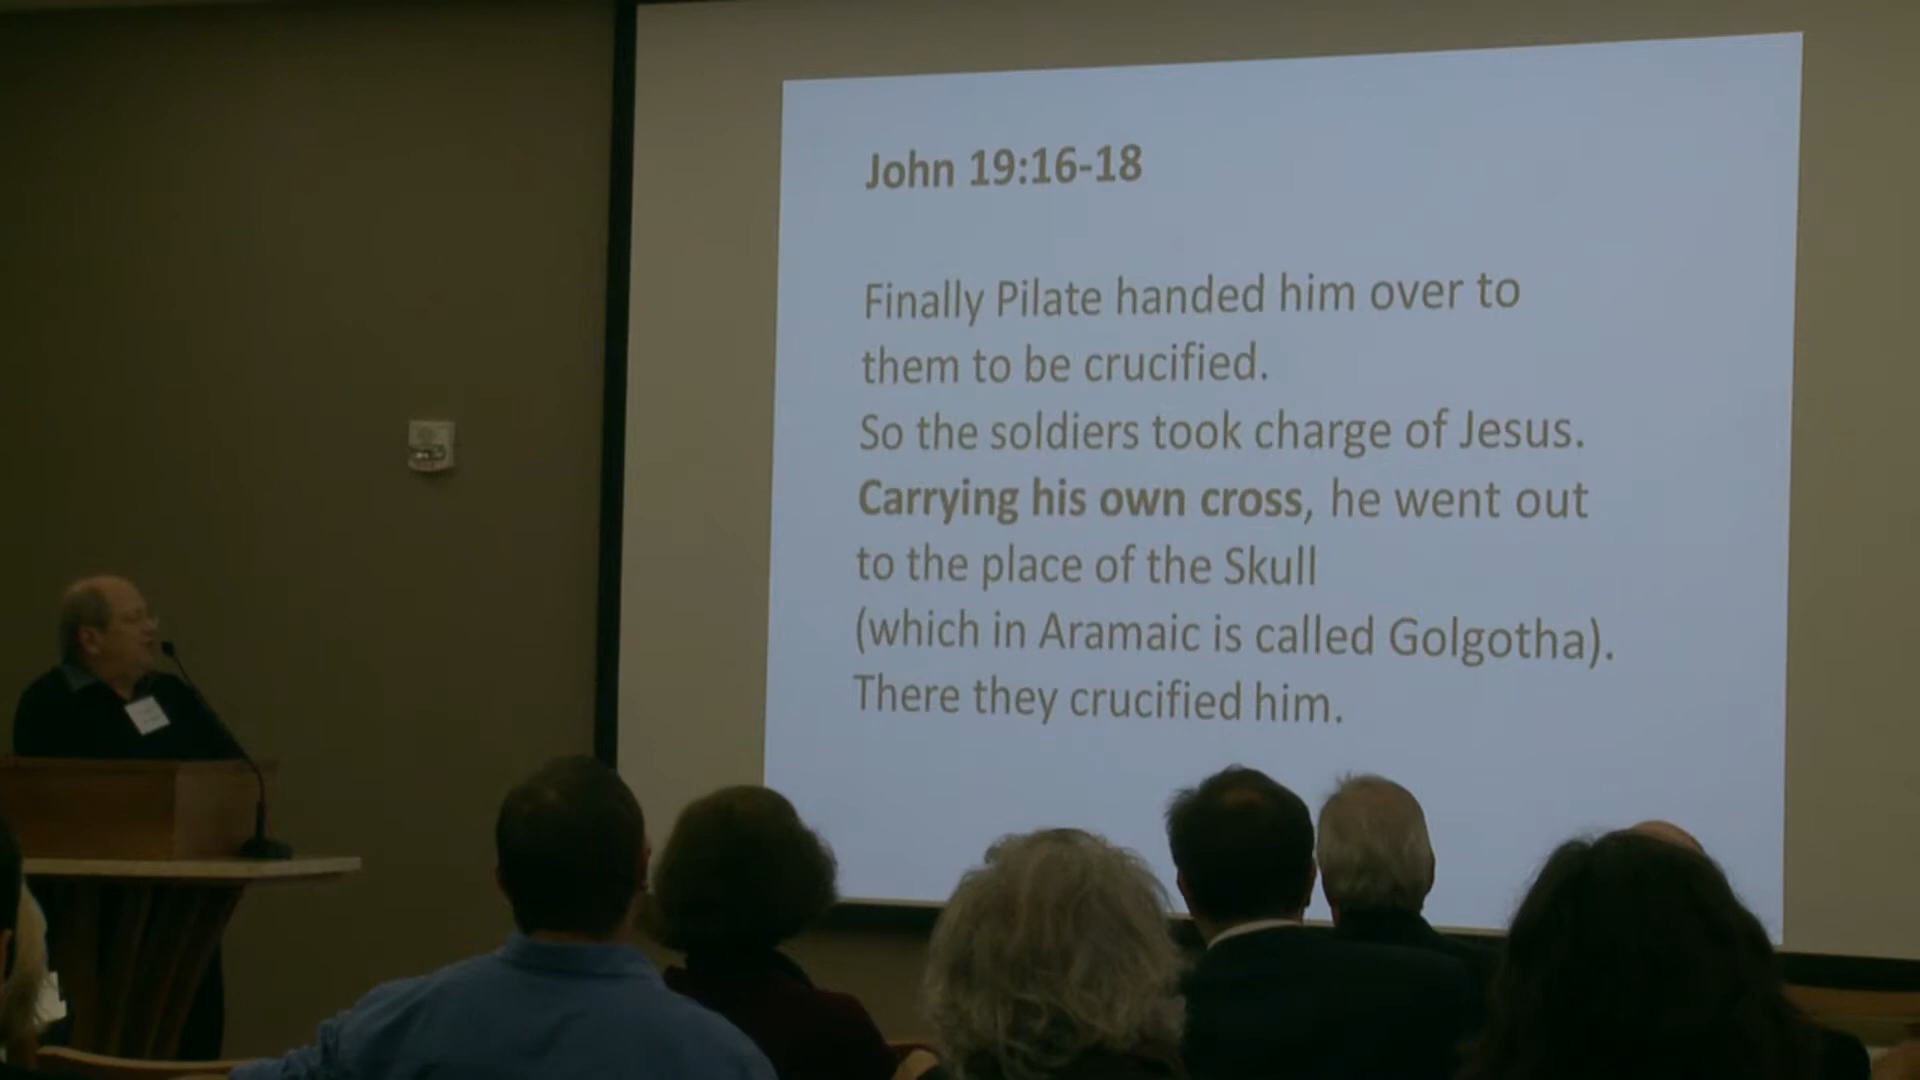 John 19:16-18
Finally Pilate handed him over to
them to be crucified.
So the soldiers took charge of Jesus.
Carrying his own cross, he went out
to the place of the Skull
(which in Aramaic is called Golgotha).
There they crucified him.